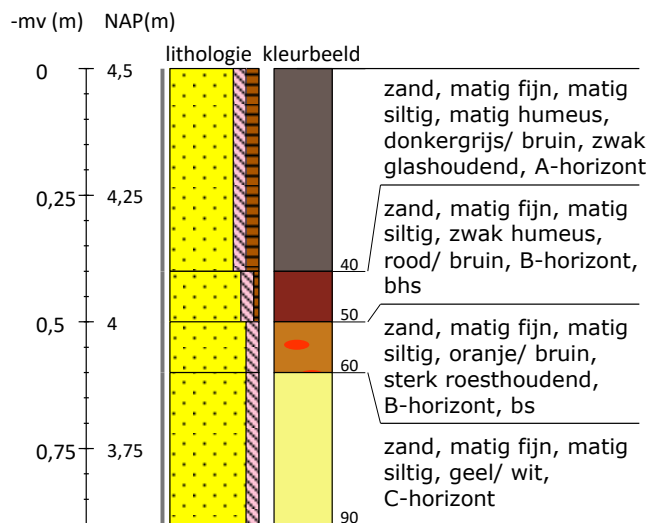 -mv (m) NAP(m)
lithologie kleurbeeld
0 4,5
zand, matig fijn, matig
siltig, matig humeus,
donkergrijs/ bruin, zwak
glashoudend, A-horizont
0,25 4,25
zand, matig fijn, matig
siltig, zwak humeus,
rood/ bruin, B-horizont,
bhs
40
50
0,5 4
zand, matig fijn, matig
siltig, oranje/ bruin,
sterk roesthoudend,
B-horizont, bs
60
0,75 3,75
zand, matig fijn, matig
siltig, geel/ wit,
C-horizont
90